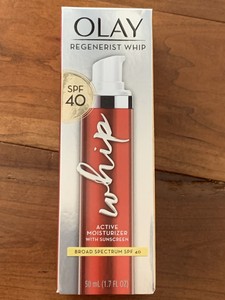 OLAY
REGENERIST WHIP
SPF
40
whip
ACTIVE
MOISTURIZER
WITH SUNSCREEN
BROAD SPECTRUM SPF 40
50 mL (1.7 FL OZ)